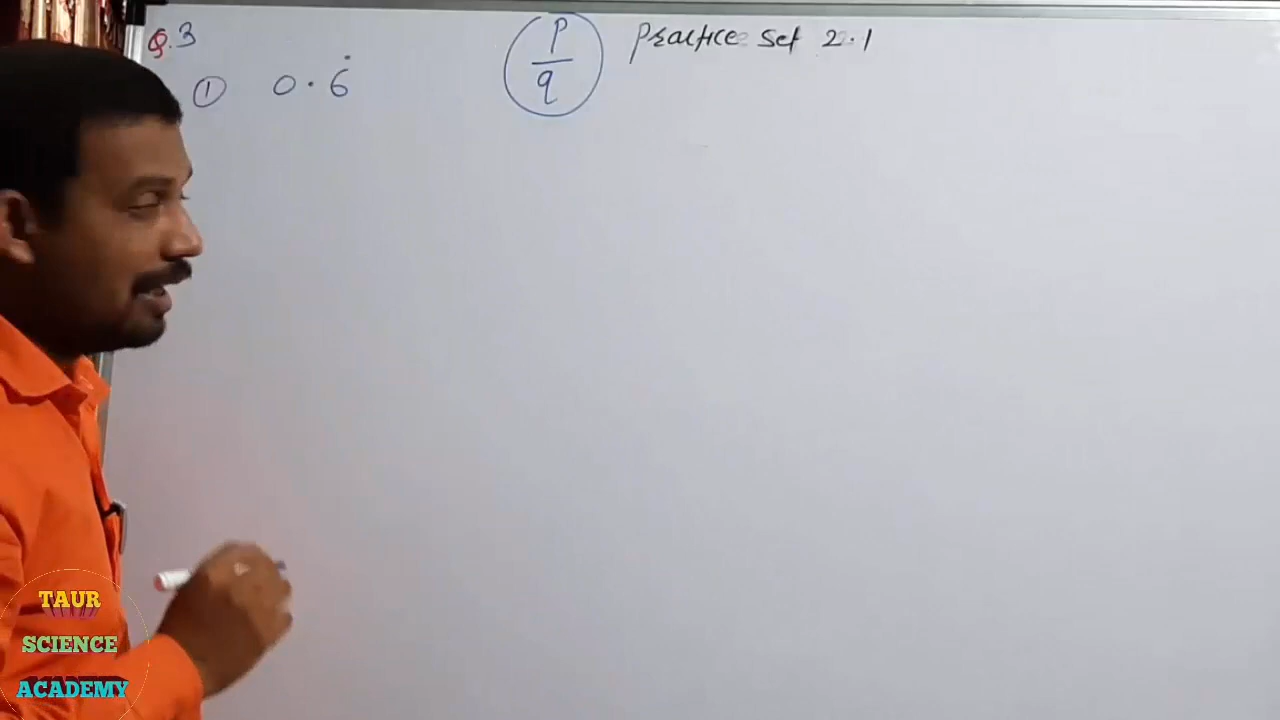 Q.3
① 0.6̇
p/q
Practice set 2.1
TAUR
SCIENCE
ACADEMY